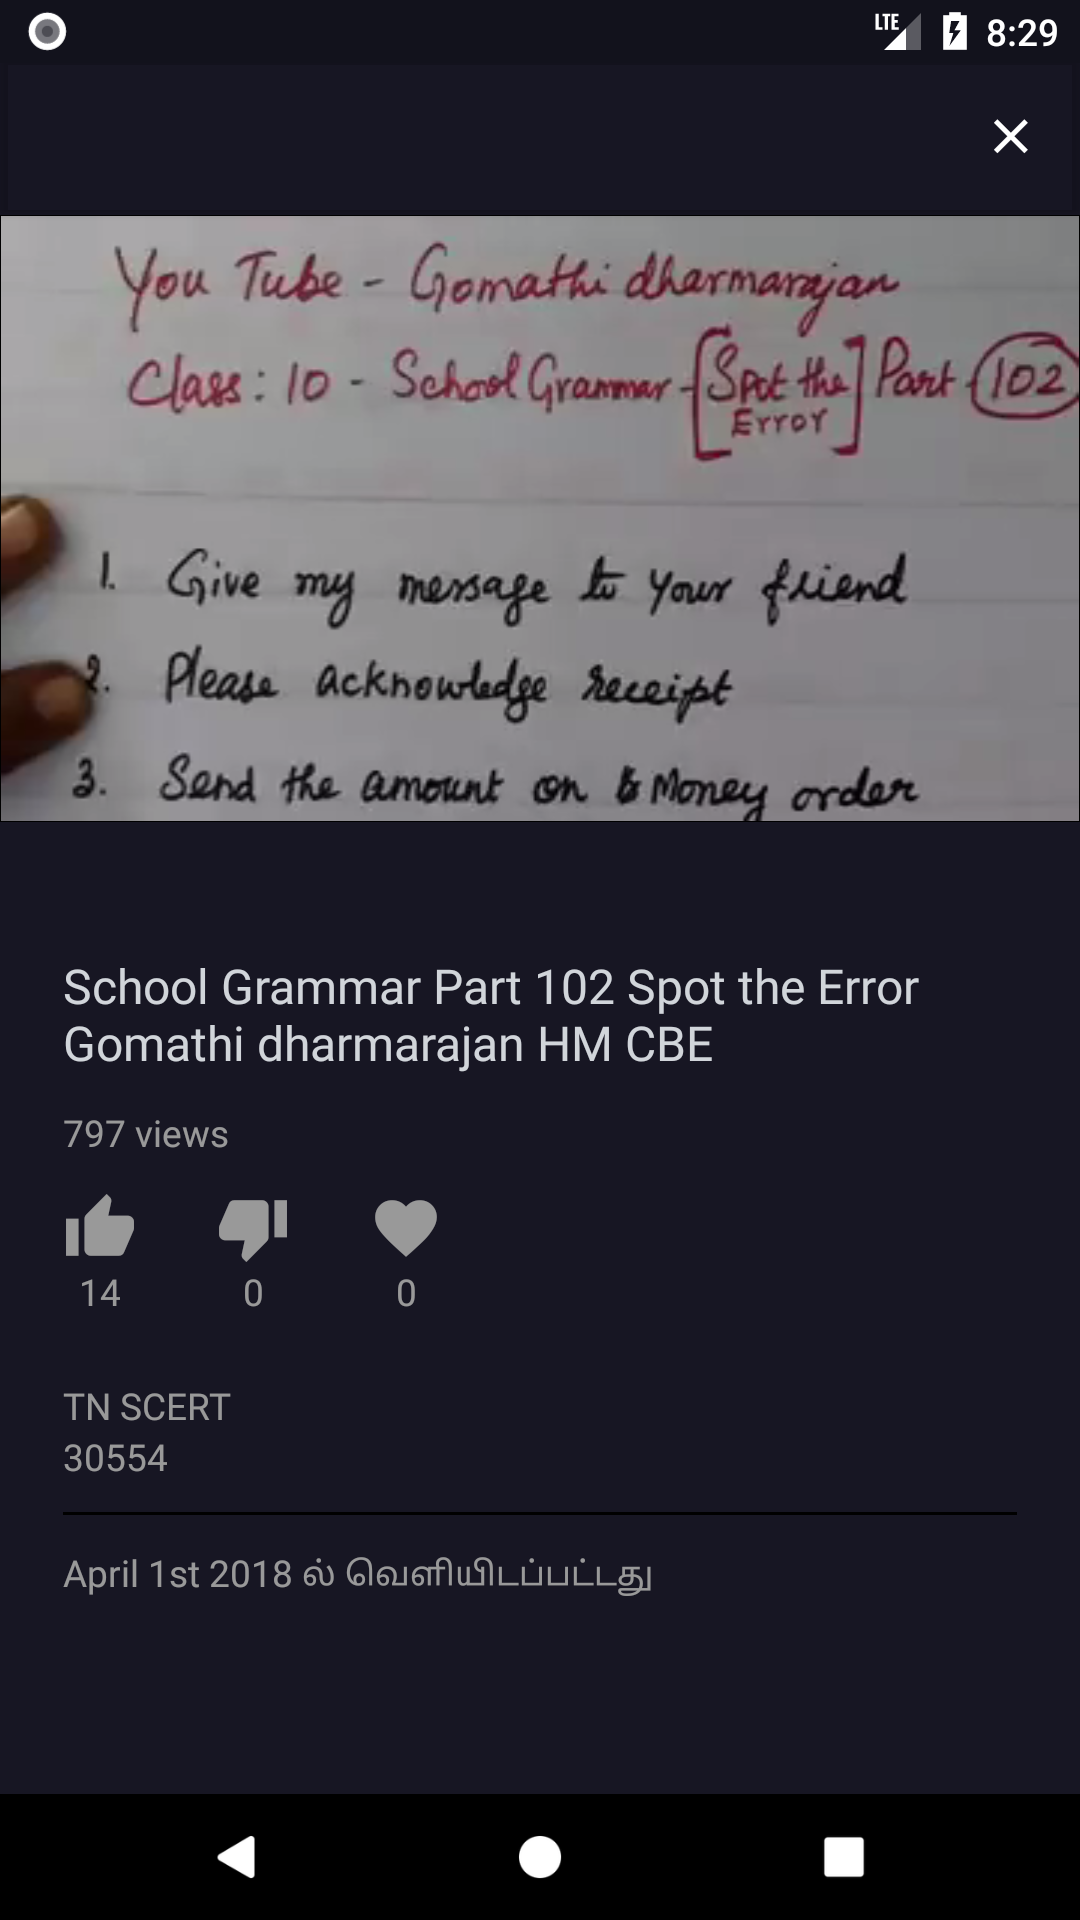 LTE 8:29
You Tube - Gomathi dharmarajan
Class: 10 - School Grammar - [Spot the Error] Part - 102
1. Give my message to your friend
2. Please acknowledge receipt
3. Send the amount on Money order
School Grammar Part 102 Spot the Error
Gomathi dharmarajan HM CBE
797 views
14 0 0
TN SCERT
30554
April 1st 2018 ல் வெளியிடப்பட்டது